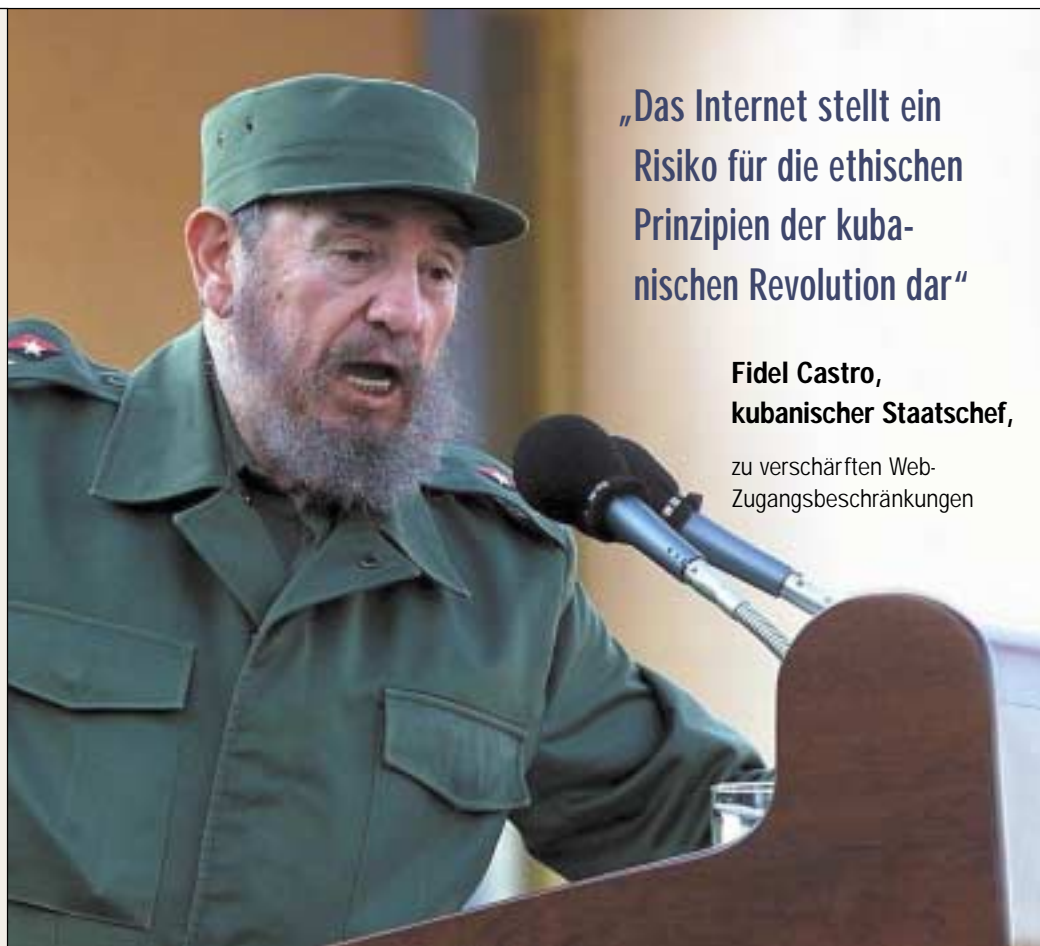 „Das Internet stellt ein
Risiko für die ethischen
Prinzipien der kuba-
nischen Revolution dar“
Fidel Castro,
kubanischer Staatschef,
zu verschärften Web-
Zugangsbeschränkungen